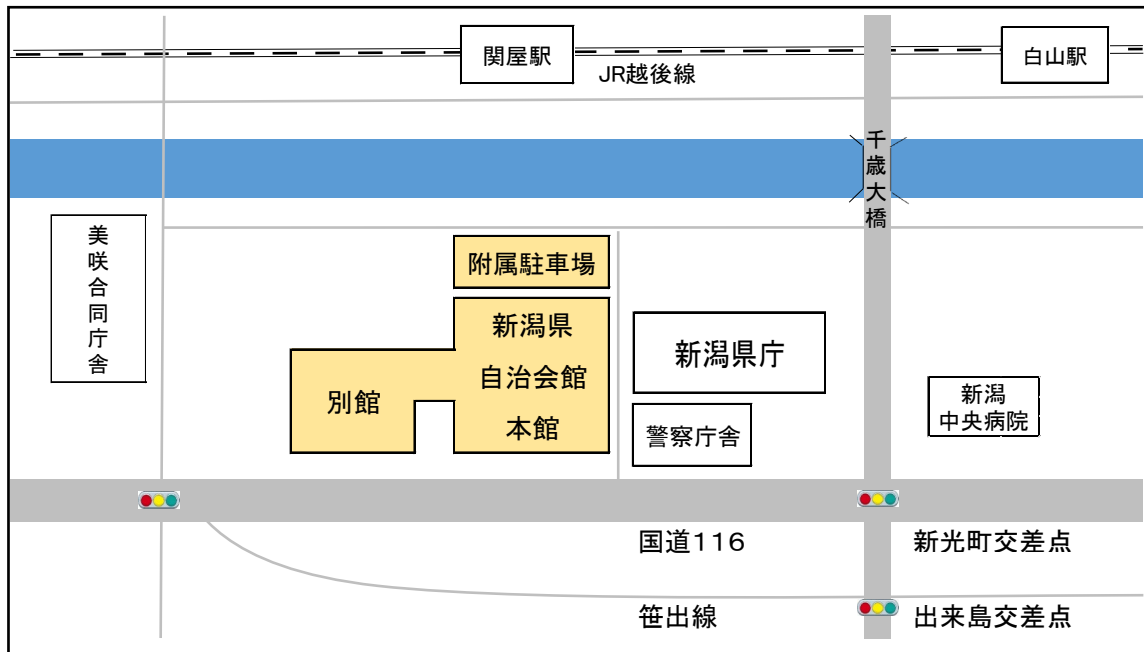 関屋駅
白山駅
JR越後線
千歳大橋
美咲合同庁舎
附属駐車場
新潟県
自治会館
本館
別館
新潟県庁
警察庁舎
新潟
中央病院
国道116
新光町交差点
笹出線
出来島交差点